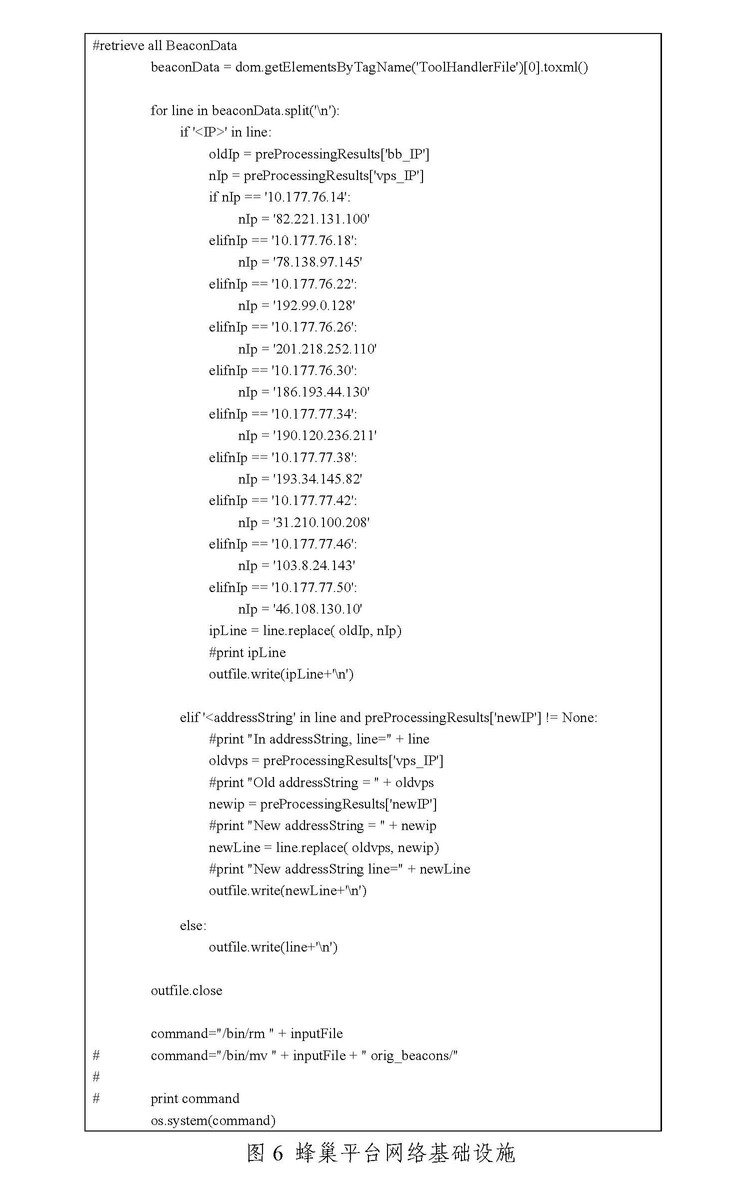 #retrieve all BeaconData
beaconData = dom.getElementsByTagName('ToolHandlerFile')[0].toxml()
for line in beaconData.split('\n'):
if '<IP>' in line:
oldIp = preProcessingResults['bb_IP']
nIp = preProcessingResults['vps_IP']
if nIp == '10.177.76.14':
nIp = '82.221.131.100'
elifnIp == '10.177.76.18':
nIp = '78.138.97.145'
elifnIp == '10.177.76.22':
nIp = '192.99.0.128'
elifnIp == '10.177.76.26':
nIp = '201.218.252.110'
elifnIp == '10.177.76.30':
nIp = '186.193.44.130'
elifnIp == '10.177.77.34':
nIp = '190.120.236.211'
elifnIp == '10.177.77.38':
nIp = '193.34.145.82'
elifnIp == '10.177.77.42':
nIp = '31.210.100.208'
elifnIp == '10.177.77.46':
nIp = '103.8.24.143'
elifnIp == '10.177.77.50':
nIp = '46.108.130.10'
ipLine = line.replace( oldIp, nIp)
#print ipLine
outfile.write(ipLine+'\n')
elif '<addressString' in line and preProcessingResults['newIP'] != None:
#print "In addressString, line=" + line
oldvps = preProcessingResults['vps_IP']
#print "Old addressString = " + oldvps
newip = preProcessingResults['newIP']
#print "New addressString = " + newip
newLine = line.replace( oldvps, newip)
#print "New addressString line=" + newLine
outfile.write(newLine+'\n')
else:
outfile.write(line+'\n')
outfile.close
command="/bin/rm " + inputFile
# command="/bin/mv " + inputFile + " orig_beacons/"
#
# print command
os.system(command)
图 6 蜂巢平台网络基础设施